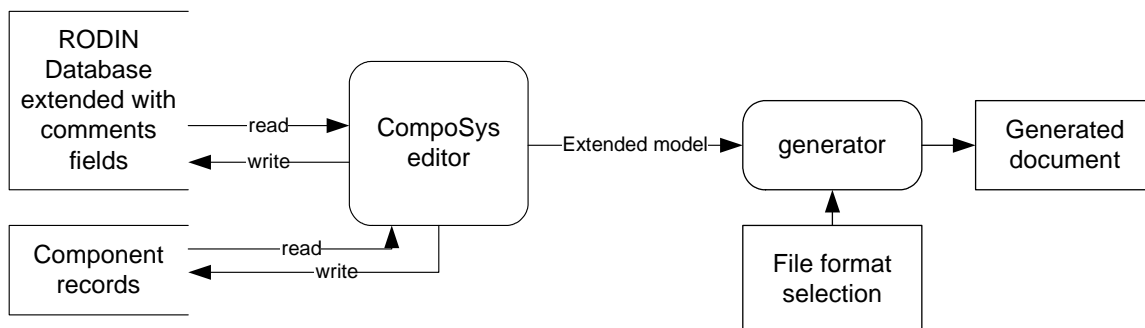 RODIN
Database
extended with
comments
fields
read
write
CompoSys
editor
Extended model
generator
Generated
document
Component
records
read
write
File format
selection